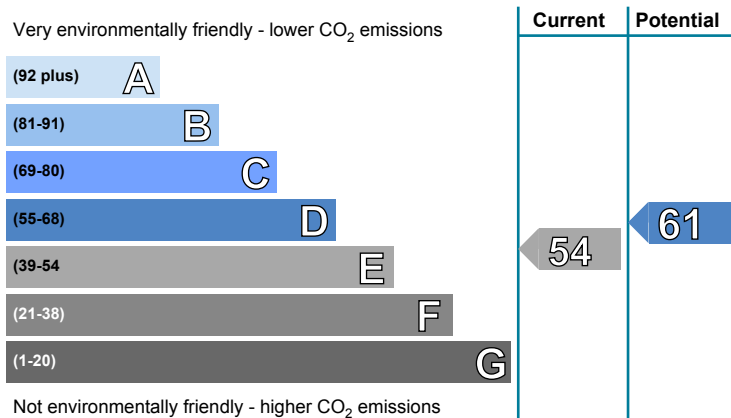 Very environmentally friendly - lower CO2 emissions
Current
Potential
(92 plus) A
(81-91) B
(69-80) C
(55-68) D
(39-54 E
(21-38) F
(1-20) G
54
61
Not environmentally friendly - higher CO2 emissions